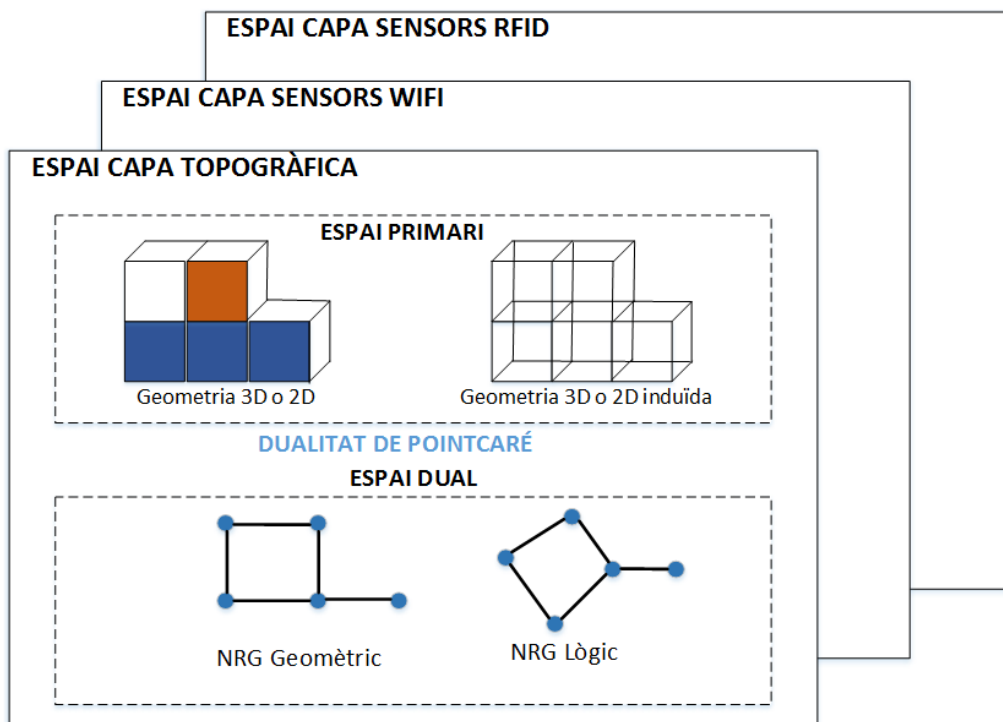 ESPAI CAPA SENSORS RFID
ESPAI CAPA SENSORS WIFI
ESPAI CAPA TOPOGRÀFICA
ESPAI PRIMARI
Geometria 3D o 2D
Geometria 3D o 2D induïda
DUALITAT DE POINTCARÉ
ESPAI DUAL
NRG Geomètric
NRG Lògic